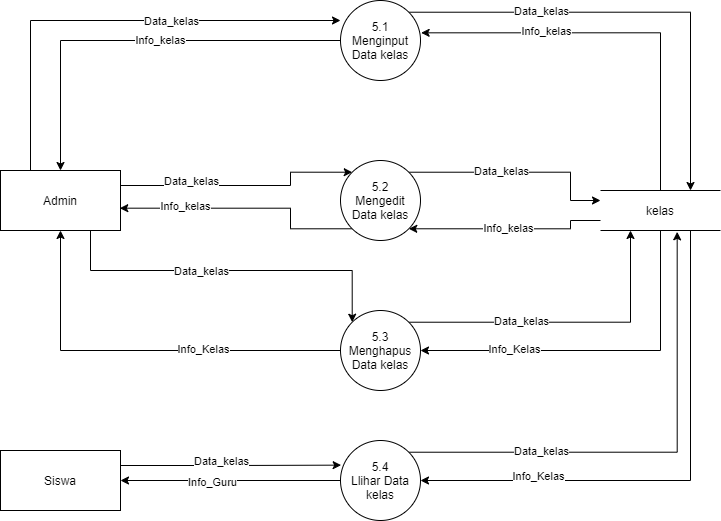 Data_kelas
5.1
Menginput
Data kelas
Data_kelas
Info_kelas
Info_kelas
Admin
Data_kelas
Info_kelas
5.2
Mengedit
Data kelas
Data_kelas
Info_kelas
kelas
Data_kelas
Info_Kelas
5.3
Menghapus
Data kelas
Data_kelas
Info_Kelas
Siswa
Data_kelas
Info_Guru
5.4
Llihar Data
kelas
Data_kelas
Info_Kelas